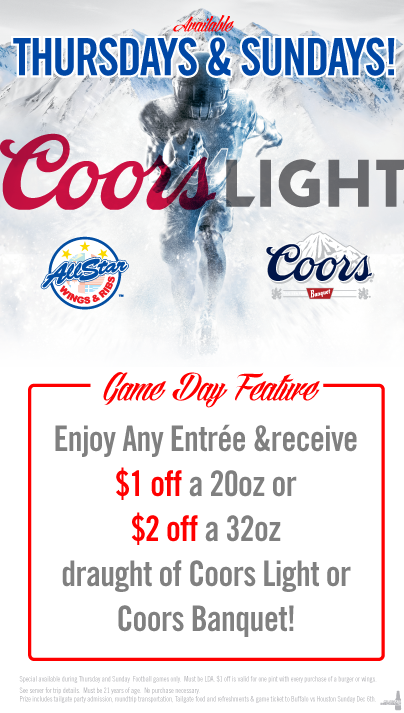 Available
THURSDAYS & SUNDAYS!
Coors LIGHT
AllStar
WINGS & RIBS
TM
Coors
Banquet
Game Day Feature
Enjoy Any Entrée &receive
$1 off a 20oz or
$2 off a 32oz
draught of Coors Light or
Coors Banquet!
Special available during Thursday and Sunday Football games only. Must be LDA. $1 off is valid for one pint with every purchase of a burger or wings
See server for trip details. Must be 21 years of age. No purchase necessary
Prize includes tailgate party admission, roundtrip transportation. Tailgate food and refreshments & game ticket to Buffalo vs Houston Sunday Dec 6th.